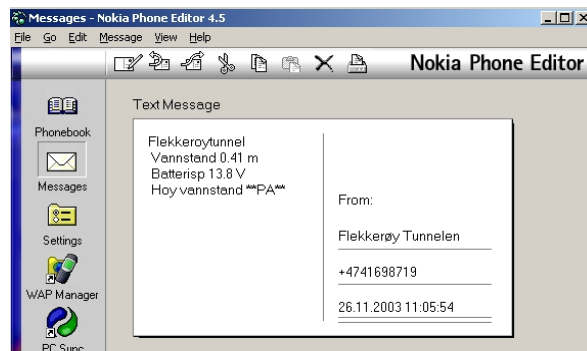 Messages - Nokia Phone Editor 4.5
File Go Edit Message View Help
Nokia Phone Editor
Phonebook
Messages
Settings
WAP Manager
PC Sync
Text Message
Flekkeroytunnel
Vannstand 0.41 m
Batterisp 13.8 V
Hoy vannstand **PA**
From:
Flekkerøy Tunnelen
+4741698719
26.11.2003 11:05:54